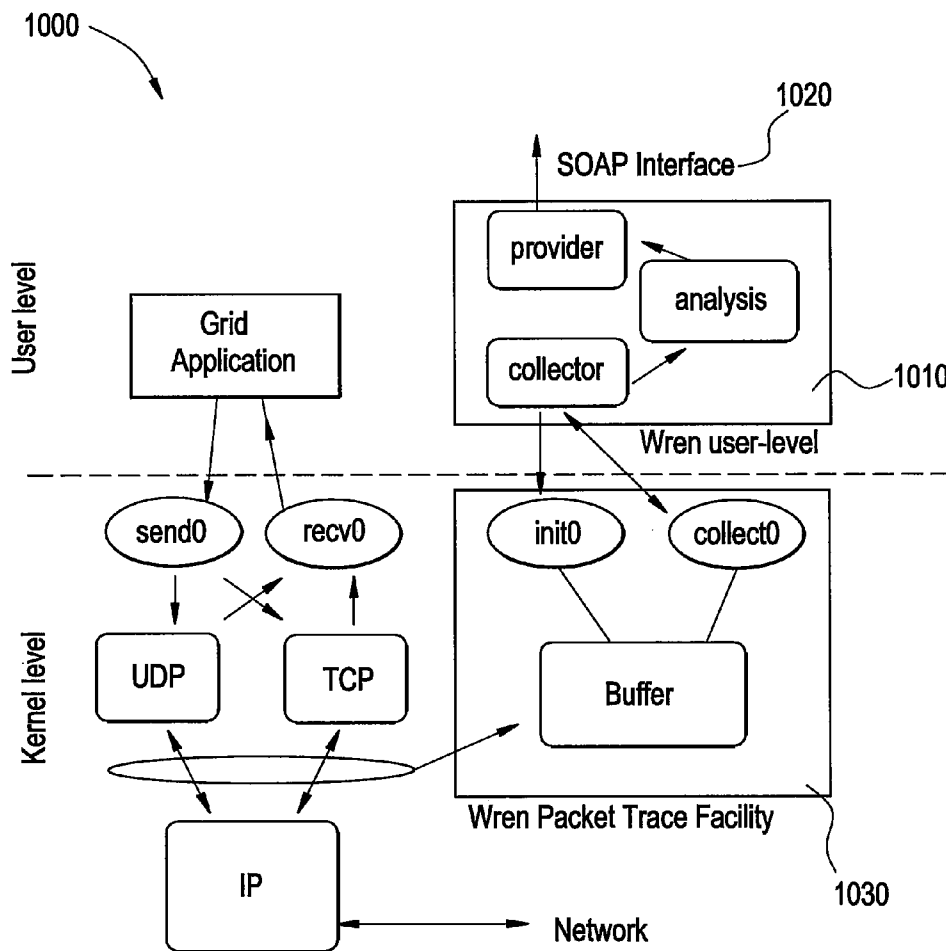 1000
1020
SOAP Interface
provider
analysis
collector
1010
Wren user-level
User level
Grid
Application
send0
recv0
init0
collect0
Kernel level
UDP
TCP
Buffer
Wren Packet Trace Facility
1030
IP
Network